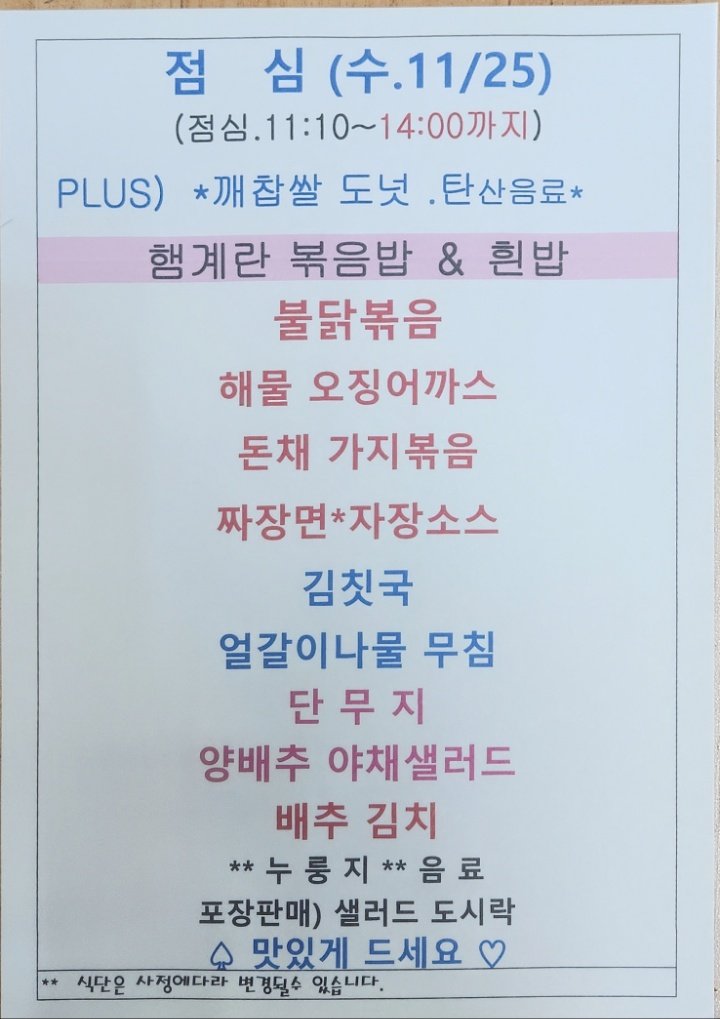 점 심 (수.11/25)
(점심.11:10~14:00까지)
PLUS) *깨찹쌀 도넛 .탄산음료*
햄계란 볶음밥 & 흰밥
불닭볶음
해물 오징어까스
돈채 가지볶음
짜장면*자장소스
김칫국
얼갈이나물 무침
단 무 지
양배추 야채샐러드
배추 김치
** 누 룽 지 ** 음 료
포장판매) 샐러드 도시락
♤ 맛있게 드세요 ♡
** 식단은 사정에다라 변경될수 있습니다.